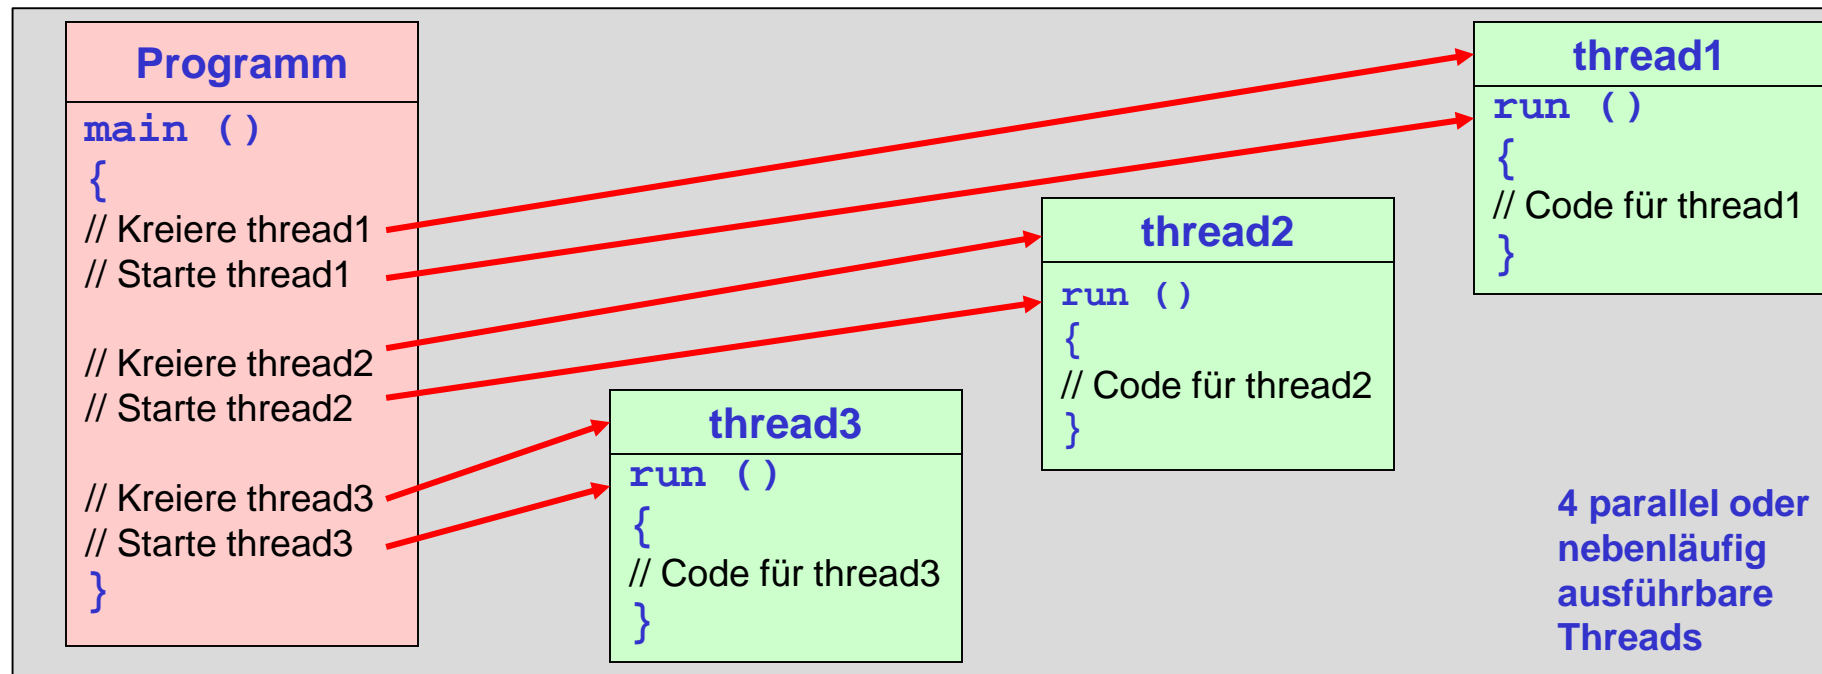 Programm
main ()
{
// Kreiere thread1
// Starte thread1
// Kreiere thread2
// Starte thread2
// Kreiere thread3
// Starte thread3
}
thread3
run ()
{
// Code für thread3
}
thread2
run ()
{
// Code für thread2
}
thread1
run ()
{
// Code für thread1
}
4 parallel oder
nebenläufig
ausführbare
Threads